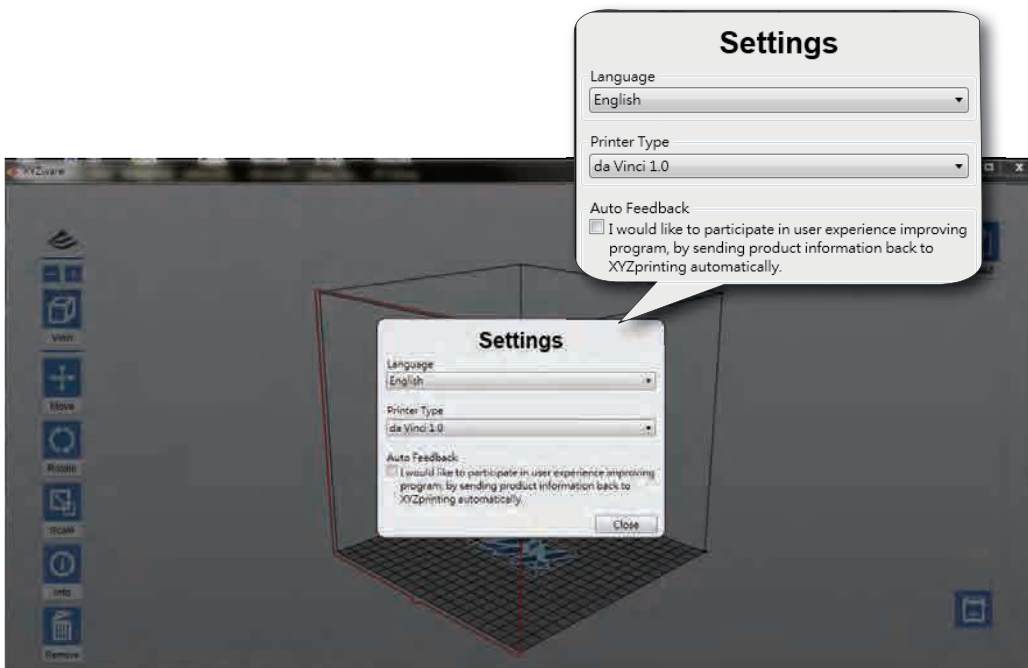 Settings
Language
English
Printer Type
da Vinci 1.0
Auto Feedback
I would like to participate in user experience improving
program, by sending product information back to
XYZprinting automatically.
XYZware
View
Move
Rotate
Scale
Info
Remove
Settings
Language
English
Printer Type
da Vinci 1.0
Auto Feedback
I would like to participate in user experience improving
program, by sending product information back to
XYZprinting automatically.
Close